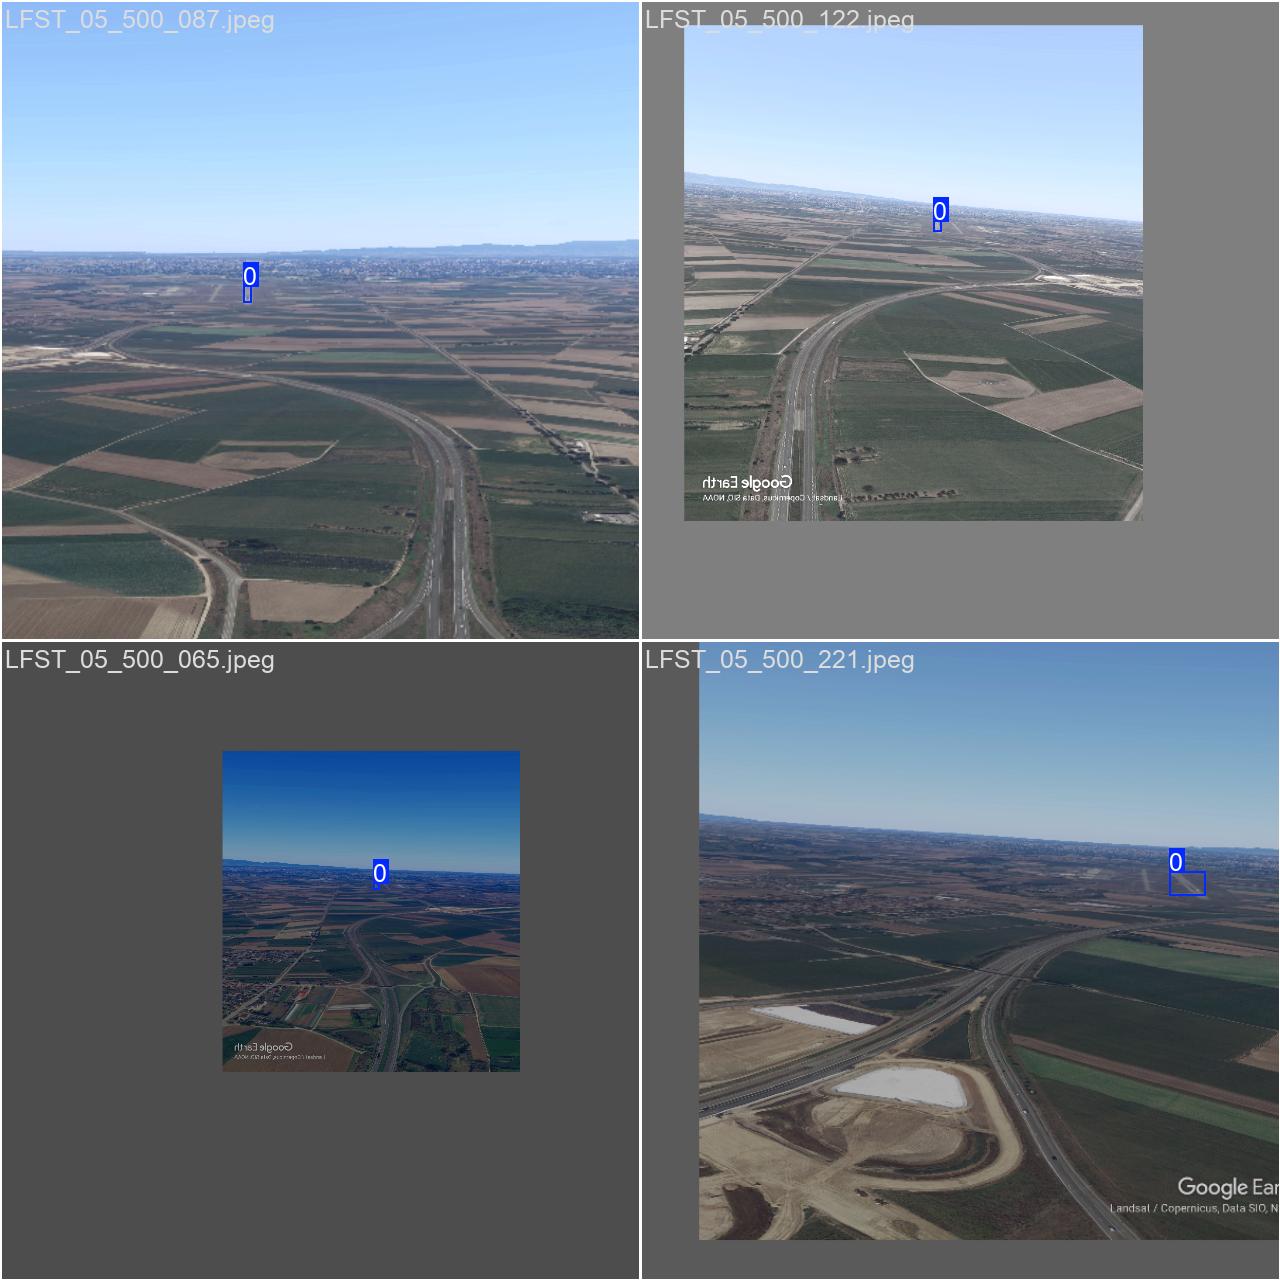 LFST_05_500_087.jpeg
LFST_05_500_122.jpeg
0
0
Google Earth
Landsat / Copernicus, Data SIO, NOAA
LFST_05_500_065.jpeg
LFST_05_500_221.jpeg
0
0
Google Earth
Landsat / Copernicus, Data SIO, NOAA
Google Ear
Landsat / Copernicus, Data SIO, N